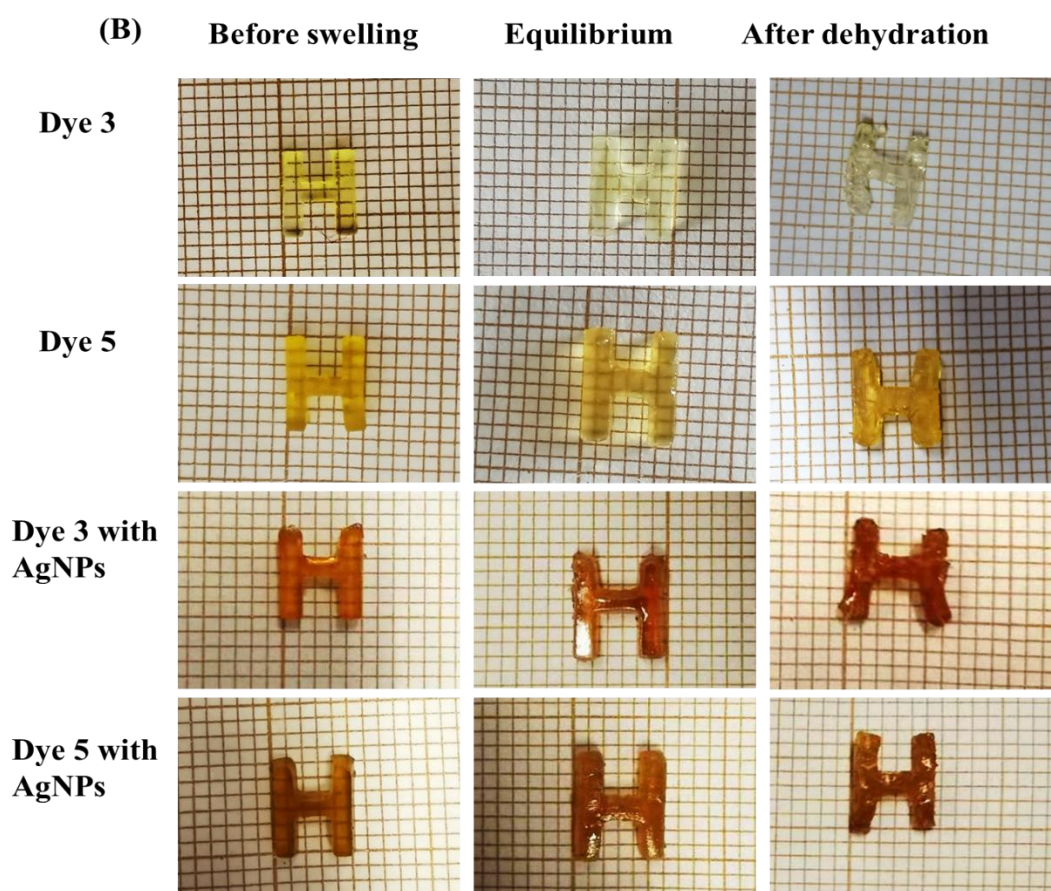 (B) Before swelling Equilibrium After dehydration
Dye 3
Dye 5
Dye 3 with
AgNPs
Dye 5 with
AgNPs